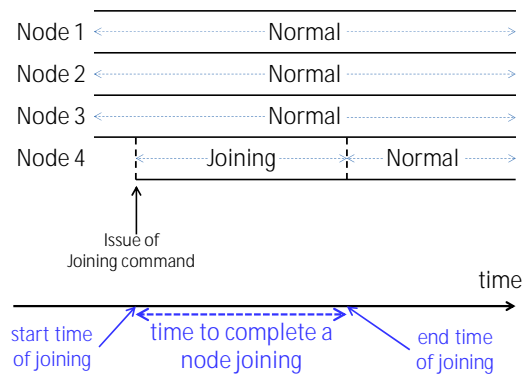 Node 1 Normal
Node 2 Normal
Node 3 Normal
Node 4 Joining Normal
Issue of
Joining command
time
start time
of joining
time to complete a
node joining
end time
of joining